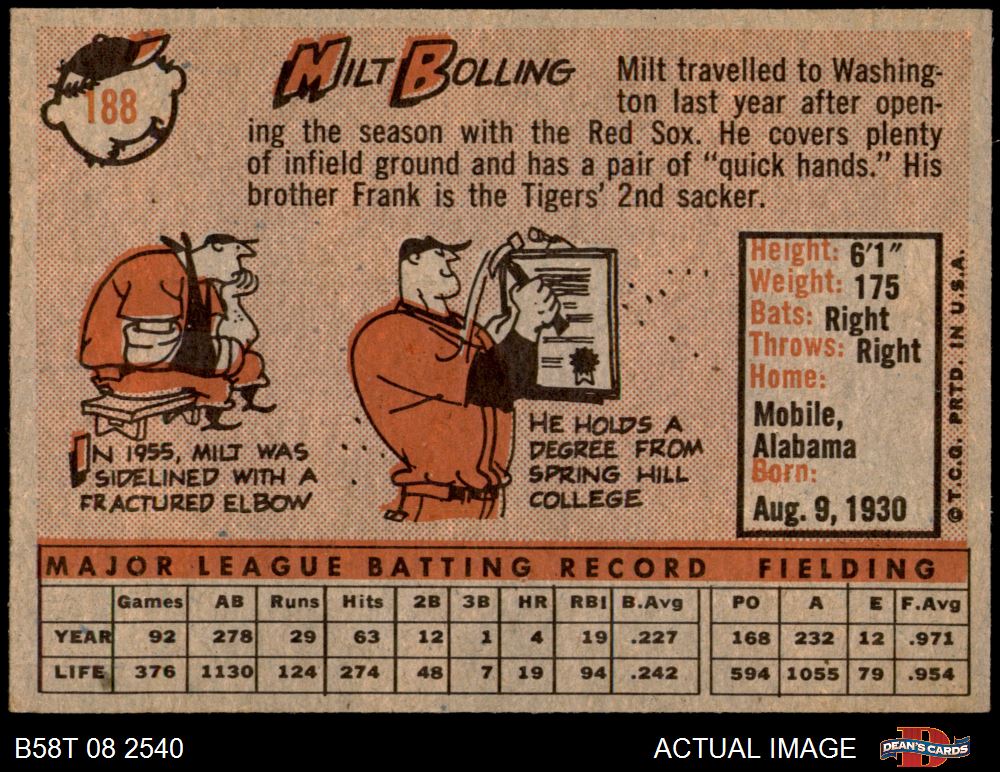 188
MILT BOLLING
Milt travelled to Washing-
ton last year after open-
ing the season with the Red Sox. He covers plenty
of infield ground and has a pair of "quick hands." His
brother Frank is the Tigers' 2nd sacker.
IN 1955, MILT WAS
SIDELINED WITH A
FRACTURED ELBOW
HE HOLDS A
DEGREE FROM
SPRING HILL
COLLEGE
Height: 6'1"
Weight: 175
Bats: Right
Throws: Right
Home:
Mobile,
Alabama
Born:
Aug. 9, 1930
© T.C.G. PRTD. IN U.S.A.
MAJOR LEAGUE BATTING RECORD FIELDING
Games AB Runs Hits 2B 3B HR RBI B.Avg PO A E F.Avg
YEAR 92 278 29 63 12 1 4 19 .227 168 232 12 .971
LIFE 376 1130 124 274 48 7 19 94 .242 594 1055 79 .954
B58T 08 2540
ACTUAL IMAGE
D
DEAN'S CARDS